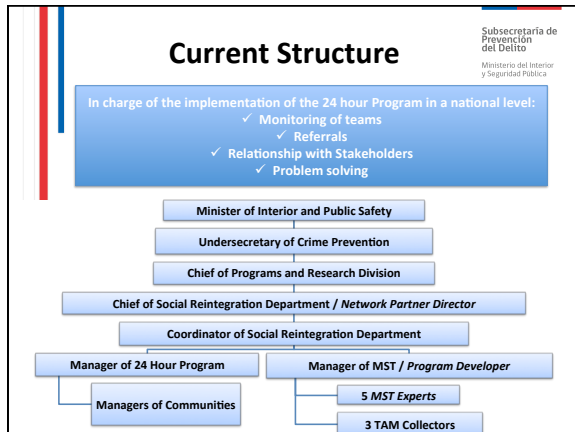 Subsecretaría de
Prevención
del Delito
Ministerio del Interior
y Seguridad Pública
Current Structure
In charge of the implementation of the 24 hour Program in a national level:
✓ Monitoring of teams
✓ Referrals
✓ Relationship with Stakeholders
✓ Problem solving
Minister of Interior and Public Safety
Undersecretary of Crime Prevention
Chief of Programs and Research Division
Chief of Social Reintegration Department / Network Partner Director
Coordinator of Social Reintegration Department
Manager of 24 Hour Program
Manager of MST / Program Developer
Managers of Communities
5 MST Experts
3 TAM Collectors